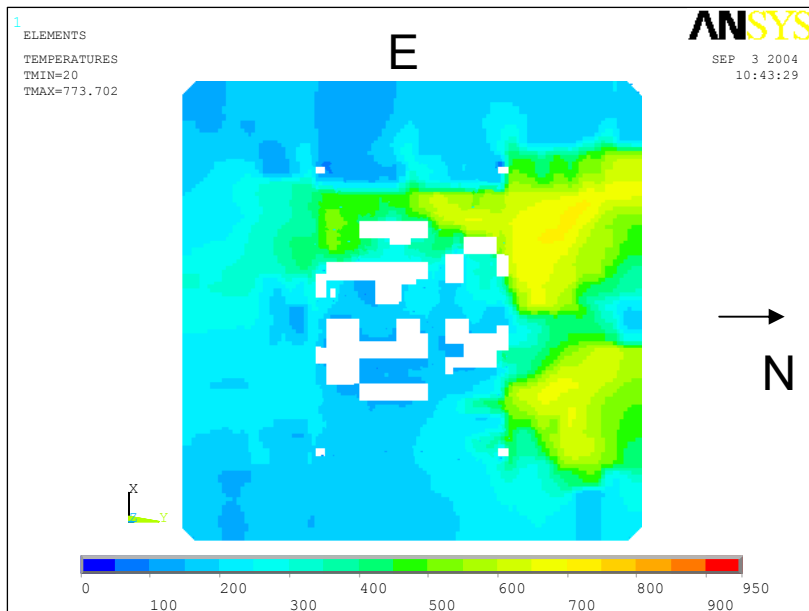 1
ELEMENTS
TEMPERATURES
TMIN=20
TMAX=773.702
E
ANSYS
SEP 3 2004
10:43:29
N
X
Z Y
0 200 400 600 800 950
100 300 500 700 900